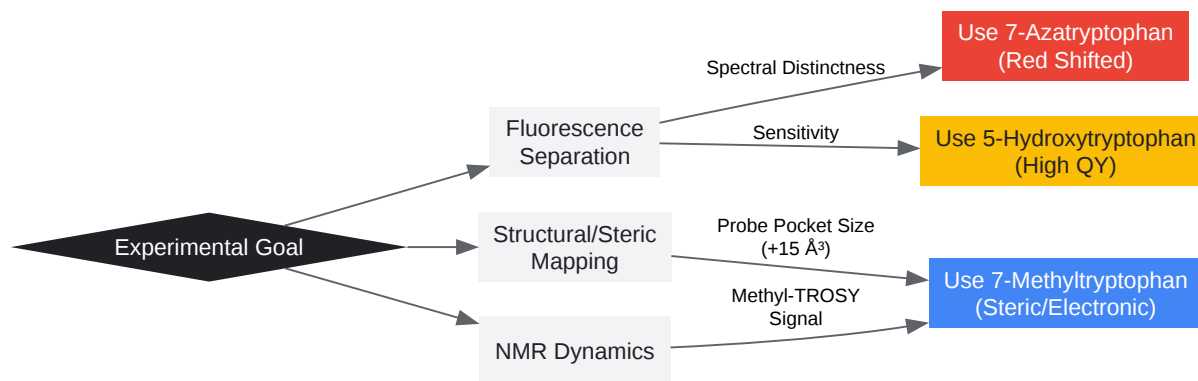 Experimental Goal
Fluorescence
Separation
Structural/Steric
Mapping
NMR Dynamics
Spectral Distinctness
Sensitivity
Probe Pocket Size
(+15 Å³)
Methyl-TROSY
Signal
Use 7-Azatryptophan
(Red Shifted)
Use 5-Hydroxytryptophan
(High QY)
Use 7-Methyltryptophan
(Steric/Electronic)